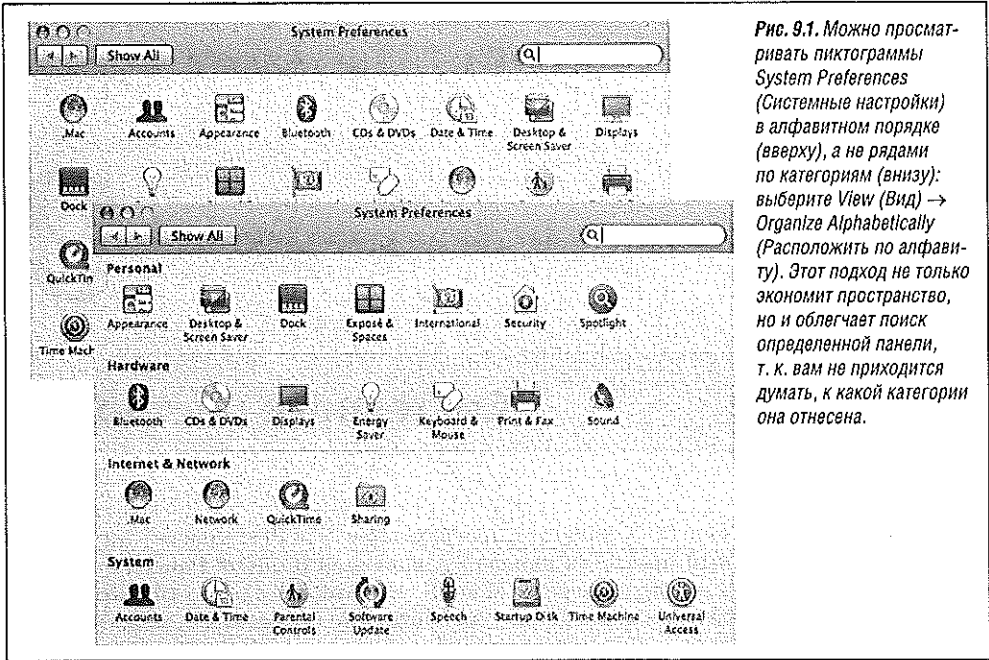 System Preferences
Show All
.Mac Accounts Appearance Bluetooth CDs & DVDs Date & Time Desktop & Displays
Screen Saver
Dock
QuickTim
Time Mach
System Preferences
Show All
Personal
Appearance Desktop & Dock Exposé & International Security Spotlight
Screen Saver Spaces
Hardware
Bluetooth CDs & DVDs Displays Energy Keyboard & Print & Fax Sound
Saver Mouse
Internet & Network
.Mac Network QuickTime Sharing
System
Accounts Date & Time Parental Software Speech Startup Disk Time Machine Universal
Controls Update Access
Рис. 9.1. Можно просмат-
ривать пиктограммы
System Preferences
(Системные настройки)
в алфавитном порядке
(вверху), а не рядами
по категориям (внизу):
выберите View (Вид) →
Organize Alphabetically
(Расположить по алфави-
ту). Этот подход не только
экономит пространство,
но и облегчает поиск
определенной панели,
т. к. вам не приходится
думать, к какой категории
она отнесена.